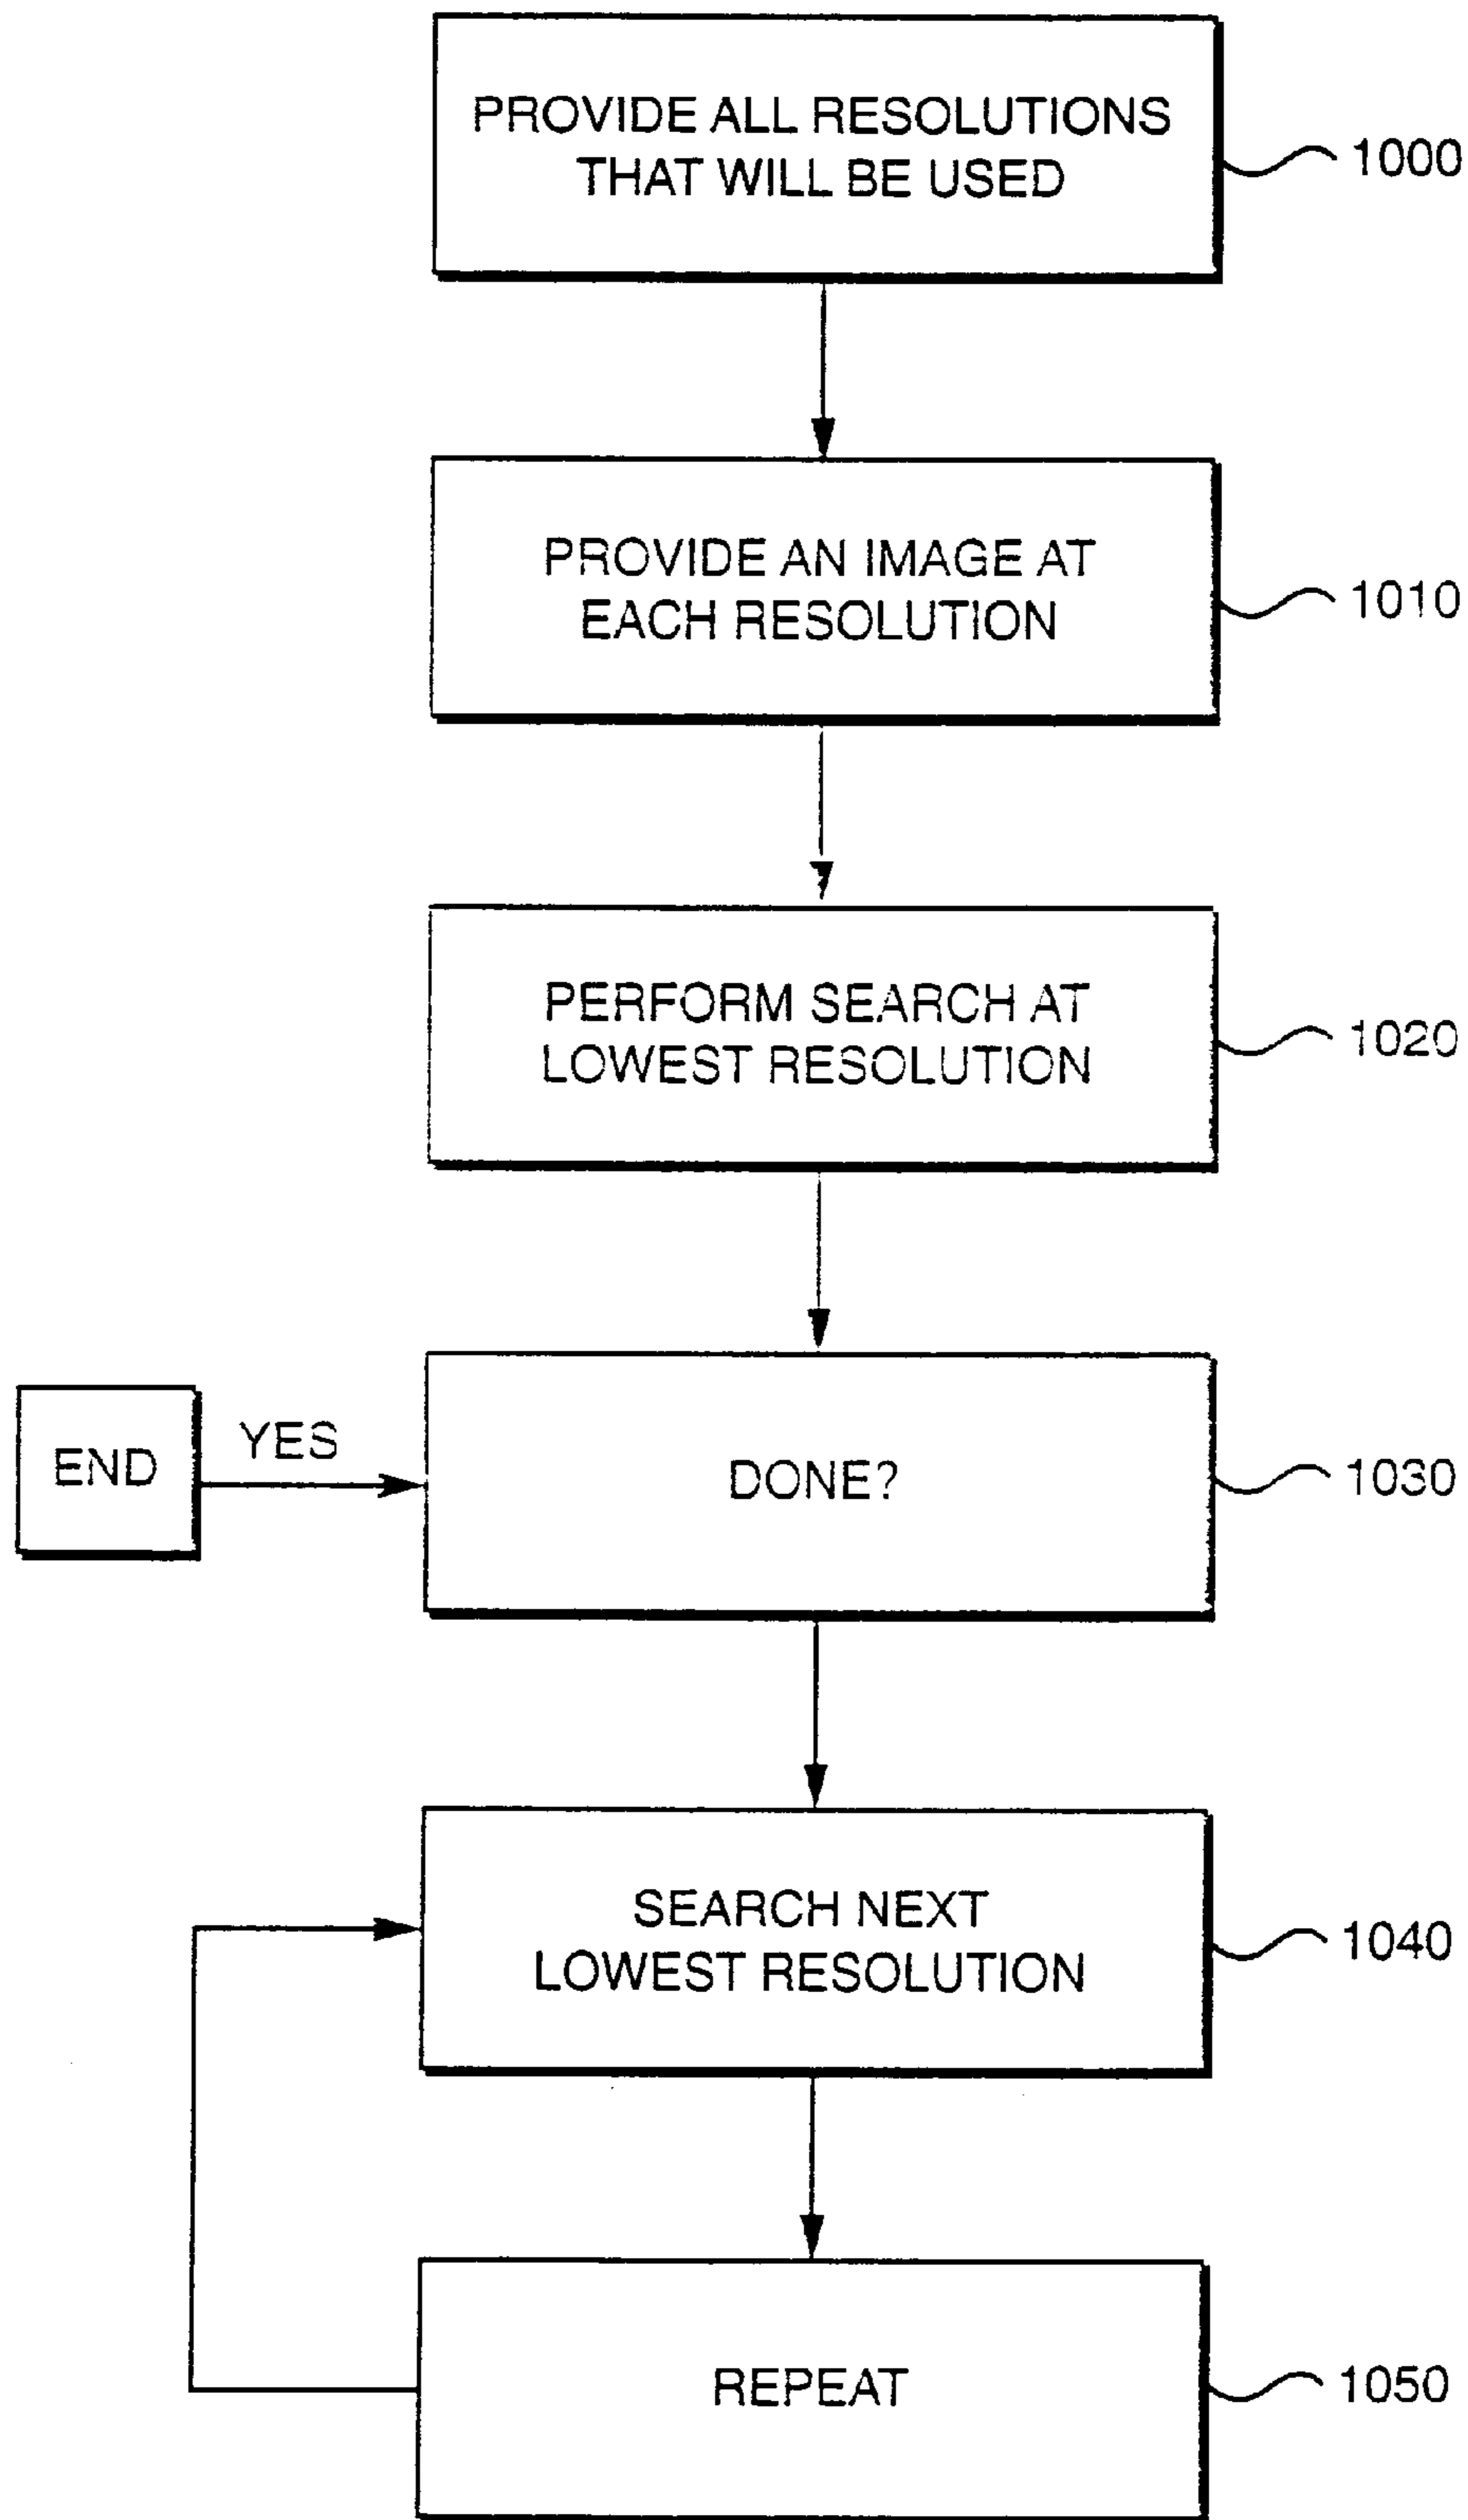 PROVIDE ALL RESOLUTIONS
THAT WILL BE USED
1000
PROVIDE AN IMAGE AT
EACH RESOLUTION
1010
PERFORM SEARCH AT
LOWEST RESOLUTION
1020
END
YES
DONE?
1030
SEARCH NEXT
LOWEST RESOLUTION
1040
REPEAT
1050